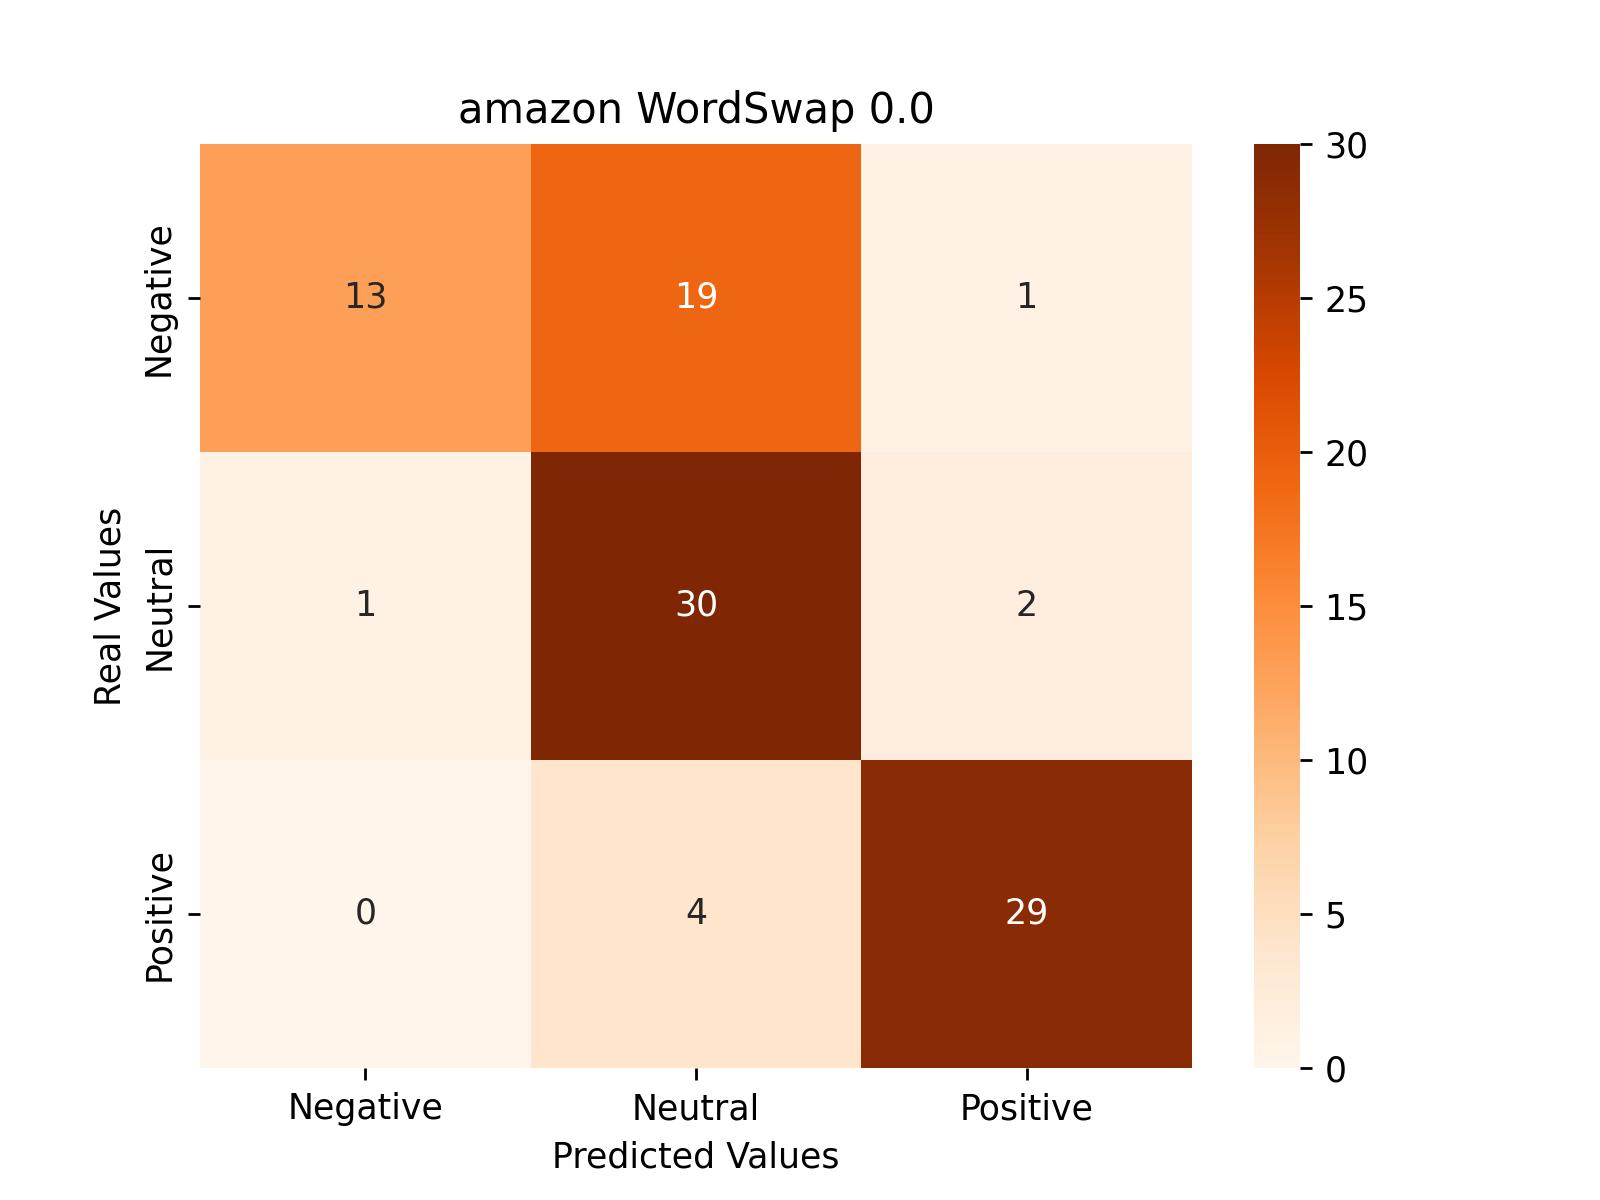 amazon WordSwap 0.0
Real Values
Negative
13 19 1
Neutral
1 30 2
Positive
0 4 29
Negative Neutral Positive
Predicted Values
30
25
20
15
10
5
0